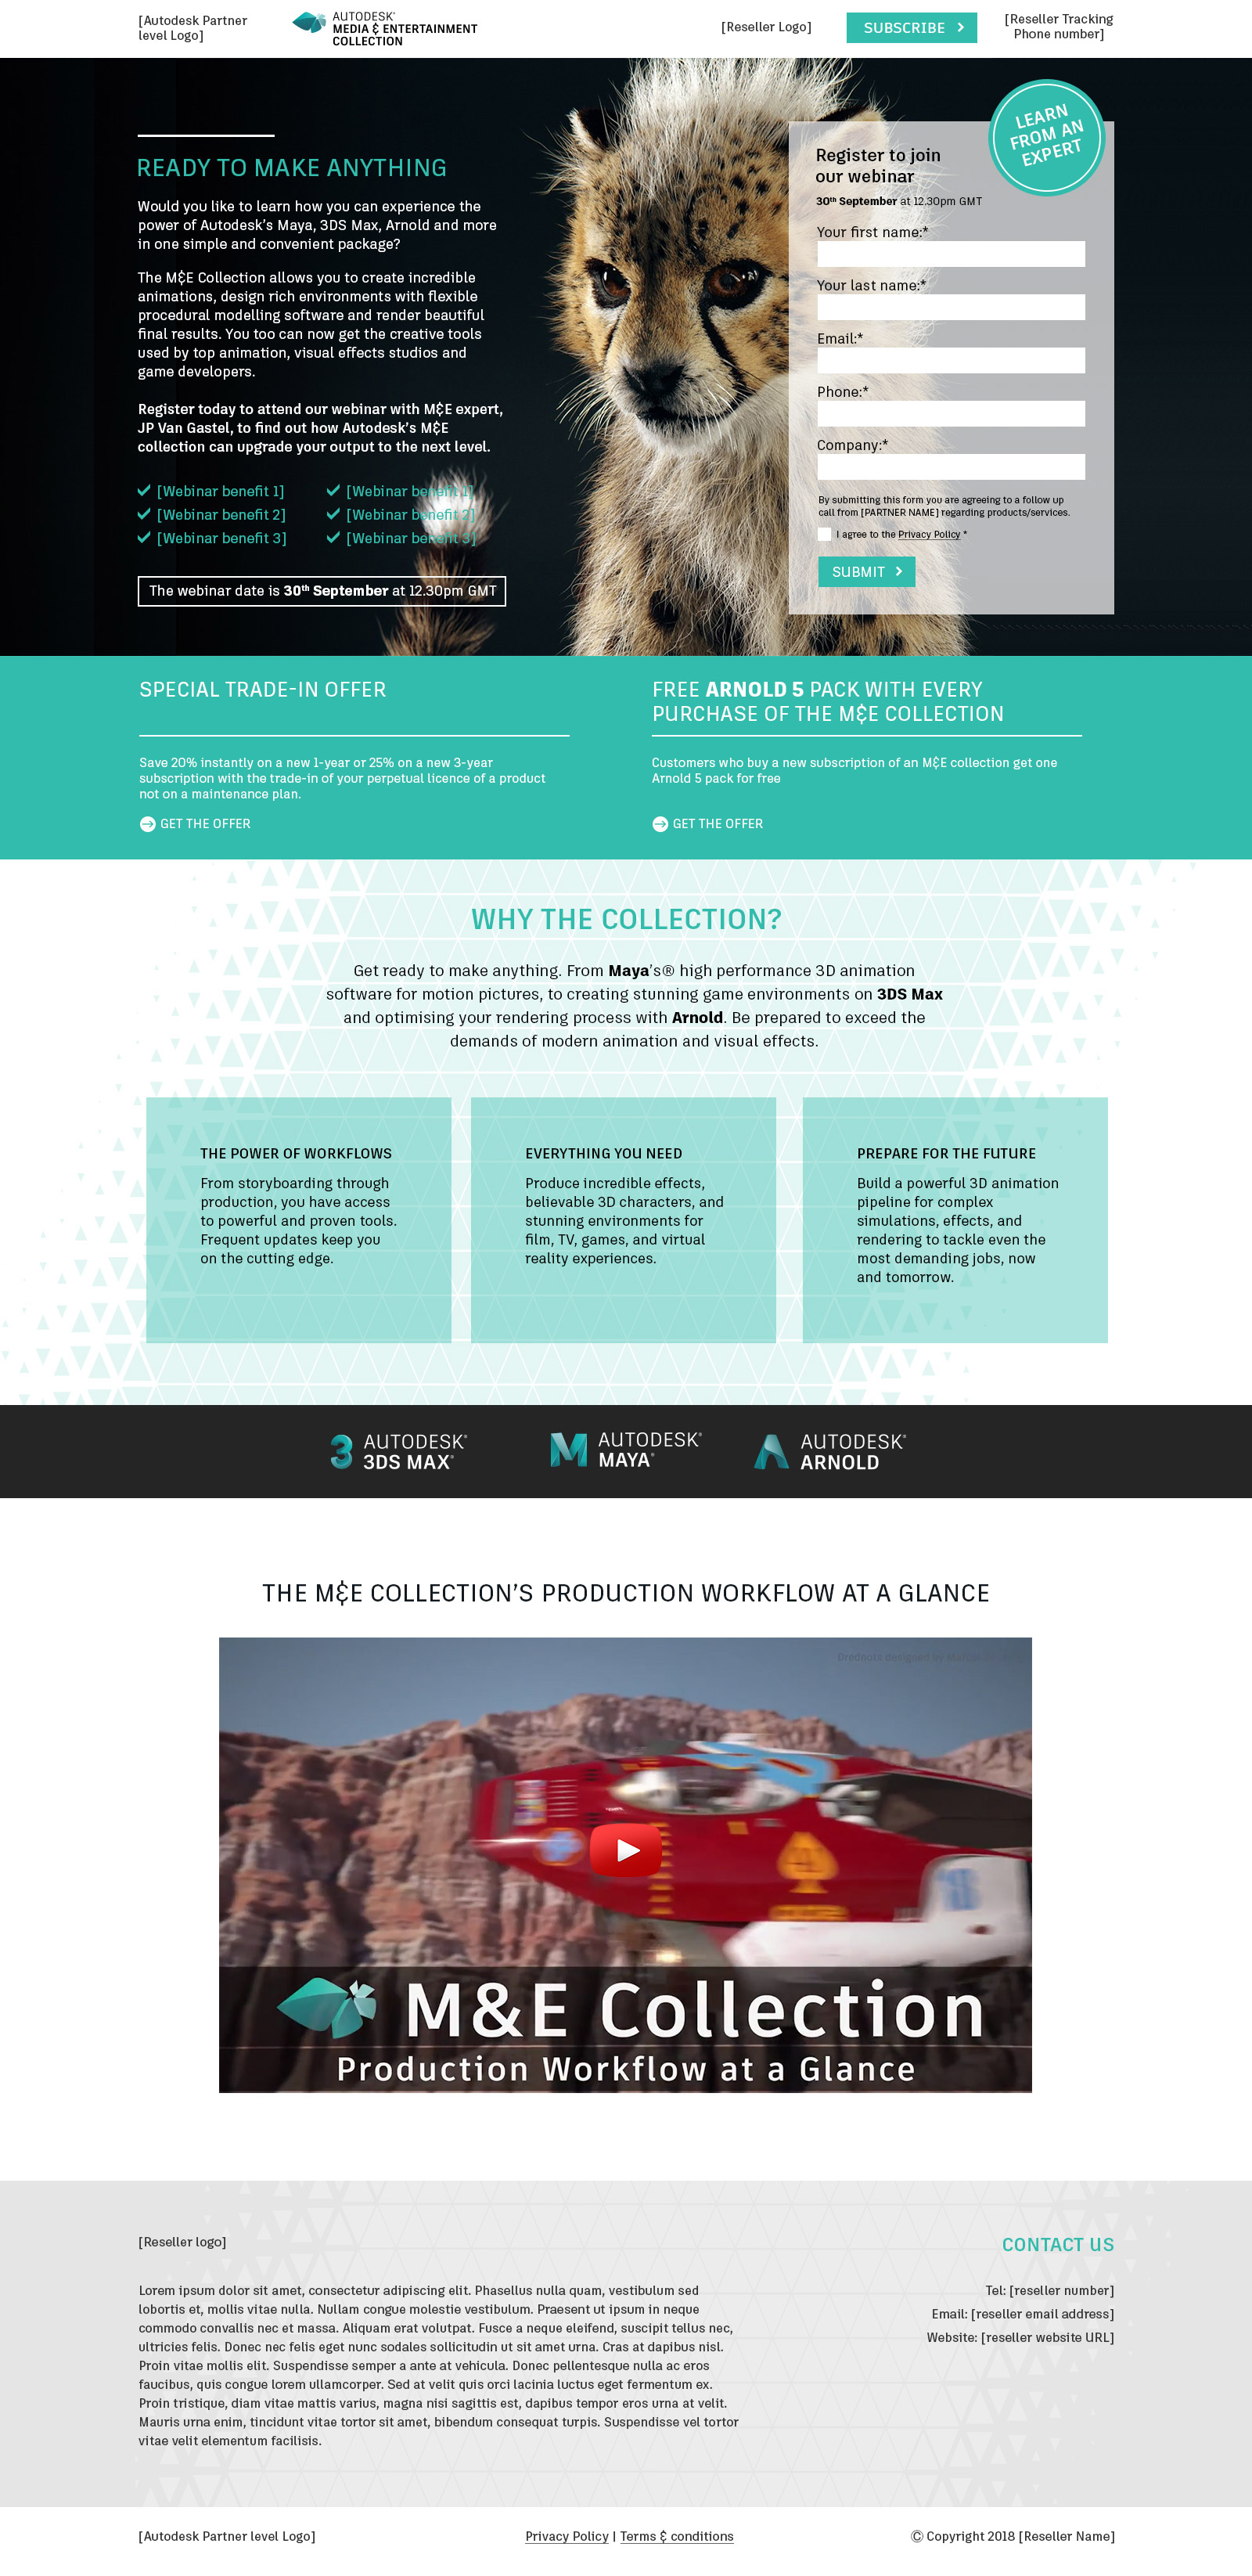 [Autodesk Partner
level Logo]
AUTODESK®
MEDIA & ENTERTAINMENT
COLLECTION
[Reseller Logo]
SUBSCRIBE
[Reseller Tracking
Phone number]
READY TO MAKE ANYTHING
Would you like to learn how you can experience the
power of Autodesk's Maya, 3DS Max, Arnold and more
in one simple and convenient package?
The M&E Collection allows you to create incredible
animations, design rich environments with flexible
procedural modelling software and render beautiful
final results. You too can now get the creative tools
used by top animation, visual effects studios and
game developers.
Register today to attend our webinar with M&E expert,
JP Van Gastel, to find out how Autodesk's M&E
collection can upgrade your output to the next level.
[Webinar benefit 1]
[Webinar benefit 2]
[Webinar benefit 3]
[Webinar benefit 1]
[Webinar benefit 2]
[Webinar benefit 3]
The webinar date is 30th September at 12.30pm GMT
LEARN
FROM AN
EXPERT
Register to join
our webinar
30th September at 12.30pm GMT
Your first name:*
Your last name:*
Email:*
Phone:*
Company:*
By submitting this form you are agreeing to a follow up
call from [PARTNER NAME] regarding products/services.
I agree to the Privacy Policy *
SUBMIT
SPECIAL TRADE-IN OFFER
Save 20% instantly on a new 1-year or 25% on a new 3-year
subscription with the trade-in of your perpetual licence of a product
not on a maintenance plan.
GET THE OFFER
FREE ARNOLD 5 PACK WITH EVERY
PURCHASE OF THE M&E COLLECTION
Customers who buy a new subscription of an M&E collection get one
Arnold 5 pack for free
GET THE OFFER
WHY THE COLLECTION?
Get ready to make anything. From Maya's® high performance 3D animation
software for motion pictures, to creating stunning game environments on 3DS Max
and optimising your rendering process with Arnold. Be prepared to exceed the
demands of modern animation and visual effects.
THE POWER OF WORKFLOWS
From storyboarding through
production, you have access
to powerful and proven tools.
Frequent updates keep you
on the cutting edge.
EVERYTHING YOU NEED
Produce incredible effects,
believable 3D characters, and
stunning environments for
film, TV, games, and virtual
reality experiences.
PREPARE FOR THE FUTURE
Build a powerful 3D animation
pipeline for complex
simulations, effects, and
rendering to tackle even the
most demanding jobs, now
and tomorrow.
AUTODESK®
3DS MAX®
AUTODESK®
MAYA®
AUTODESK®
ARNOLD
THE M&E COLLECTION'S PRODUCTION WORKFLOW AT A GLANCE
designed by
M&E Collection
Production Workflow at a Glance
[Reseller logo]
Lorem ipsum dolor sit amet, consectetur adipiscing elit. Phasellus nulla quam, vestibulum sed
lobortis et, mollis vitae nulla. Nullam congue molestie vestibulum. Praesent ut ipsum in neque
commodo convallis nec et massa. Aliquam erat volutpat. Fusce a neque eleifend, suscipit tellus nec,
ultricies felis. Donec nec felis eget nunc sodales sollicitudin ut sit amet urna. Cras at dapibus nisl.
Proin vitae mollis elit. Suspendisse semper a ante at vehicula. Donec pellentesque nulla ac eros
faucibus, quis congue lorem ullamcorper. Sed at velit quis orci lacinia luctus eget fermentum ex.
Proin tristique, diam vitae mattis varius, magna nisi sagittis est, dapibus tempor eros urna at velit.
Mauris urna enim, tincidunt vitae tortor sit amet, bibendum consequat turpis. Suspendisse vel tortor
vitae velit elementum facilisis.
CONTACT US
Tel: [reseller number]
Email: [reseller email address]
Website: [reseller website URL]
[Autodesk Partner level Logo]
Privacy Policy | Terms & conditions
© Copyright 2018 [Reseller Name]